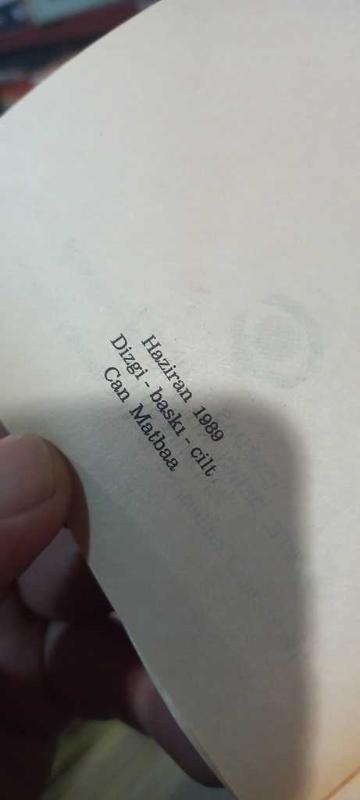 Haziran 1989
Dizgi - baskı - cilt
Can Matbaa